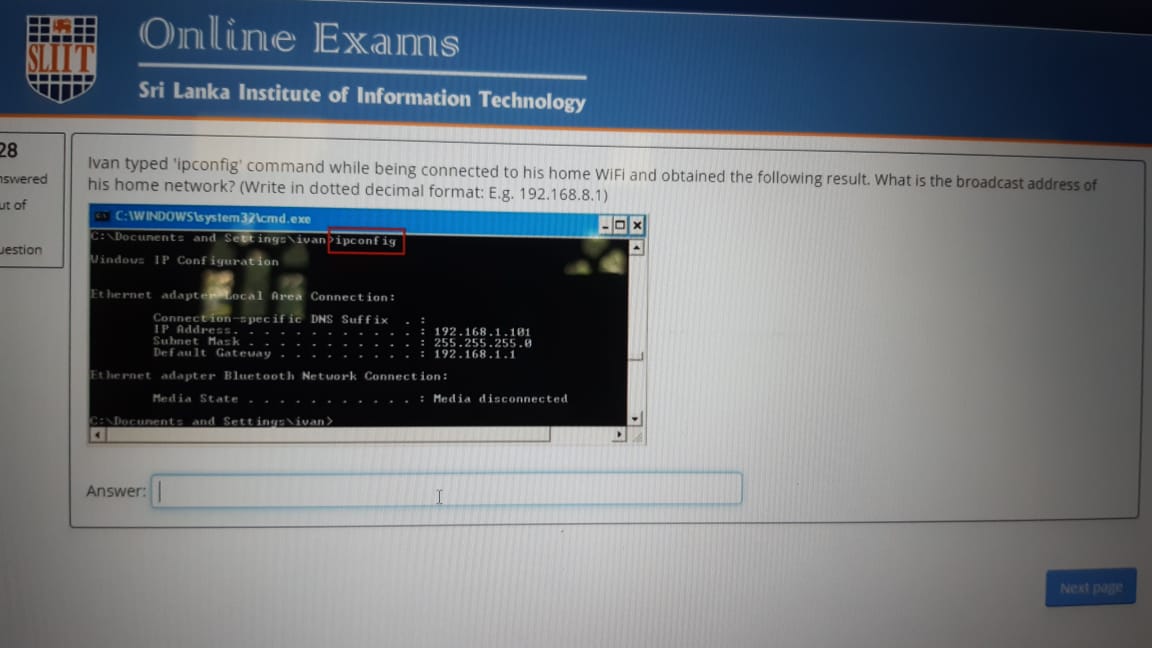 SLIIT
Online Exams
Sri Lanka Institute of Information Technology
28
nswered
ut of
uestion
Ivan typed 'ipconfig' command while being connected to his home WiFi and obtained the following result. What is the broadcast address of
his home network? (Write in dotted decimal format: E.g. 192.168.8.1)
C:\WINDOWS\system32\cmd.exe
C:\Documents and Settings\ivan>ipconfig
Windows IP Configuration
Ethernet adapter Local Area Connection:
Connection-specific DNS Suffix . :
IP Address. . . . . . . . . . . . : 192.168.1.101
Subnet Mask . . . . . . . . . . . : 255.255.255.0
Default Gateway . . . . . . . . . : 192.168.1.1
Ethernet adapter Bluetooth Network Connection:
Media State . . . . . . . . . . . : Media disconnected
C:\Documents and Settings\ivan>
Answer:
Next page